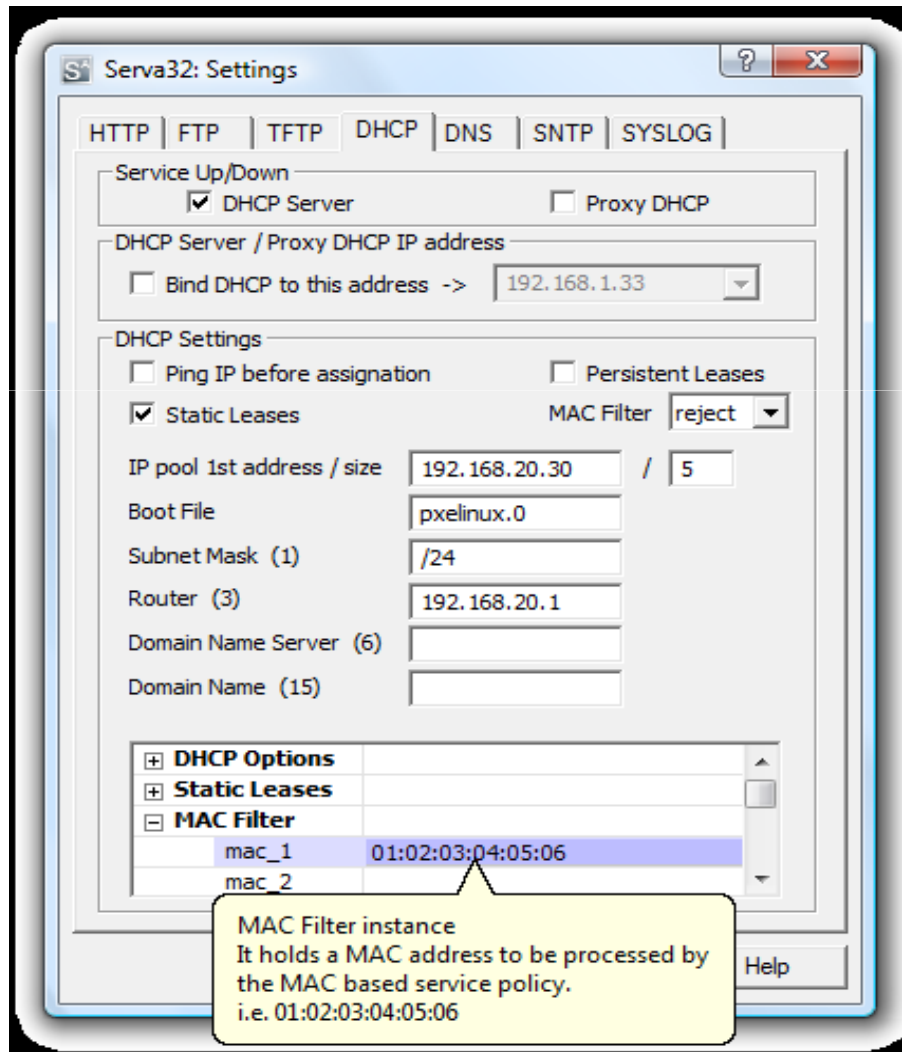 Serva32: Settings
HTTP FTP TFTP DHCP DNS SNTP SYSLOG
Service Up/Down
DHCP Server Proxy DHCP
DHCP Server / Proxy DHCP IP address
Bind DHCP to this address -> 192.168.1.33
DHCP Settings
Ping IP before assignation Persistent Leases
Static Leases MAC Filter reject
IP pool 1st address / size 192.168.20.30 / 5
Boot File pxelinux.0
Subnet Mask (1) /24
Router (3) 192.168.20.1
Domain Name Server (6)
Domain Name (15)
DHCP Options
Static Leases
MAC Filter
mac_1 01:02:03:04:05:06
mac_2
MAC Filter instance
It holds a MAC address to be processed by
the MAC based service policy.
i.e. 01:02:03:04:05:06
Help